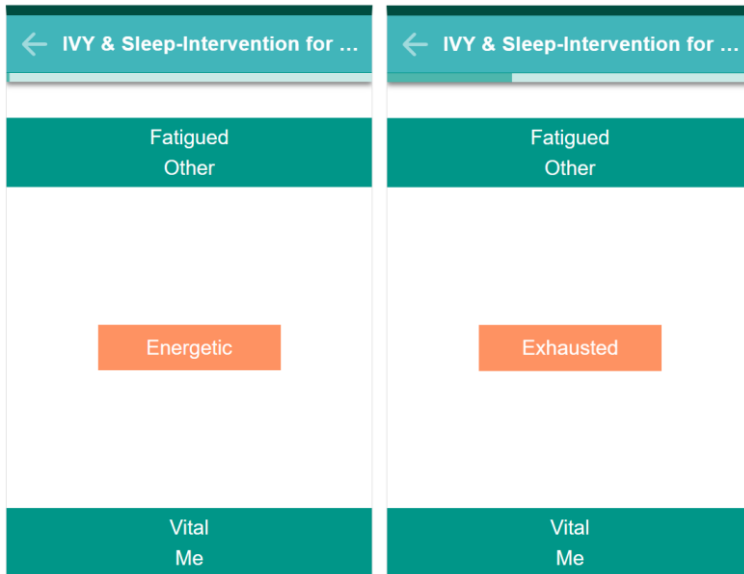 IVY & Sleep-Intervention for ...
Fatigued
Other
Energetic
Vital
Me
IVY & Sleep-Intervention for ...
Fatigued
Other
Exhausted
Vital
Me